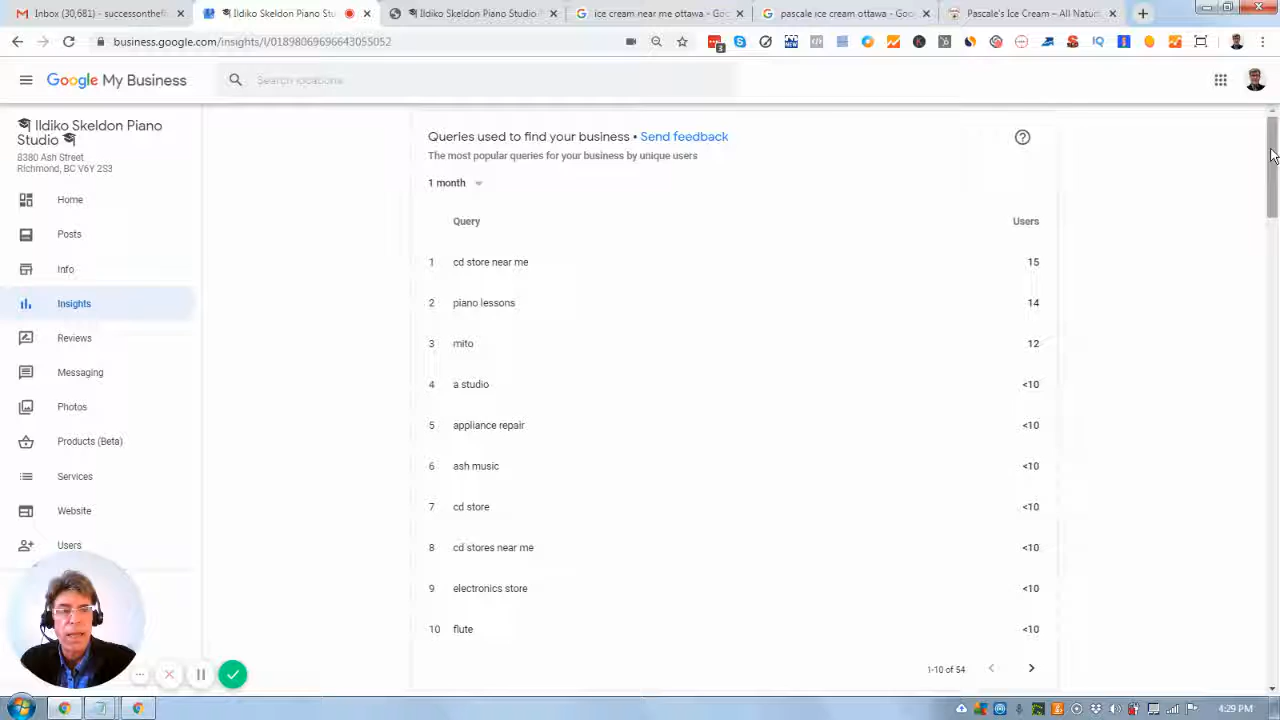 Inbox (30,681) - successonthef
Ildiko Skeldon Piano Stu
Ildiko Skeldon Piano Studio
ice cream near me ottawa - Goo
pascale ice cream ottawa - Goo
Pascale's Ice Cream – All Natur
business.google.com/insights/l/01898069696643055052
3
NEW
IQ
Google My Business
Search locations
Ildiko Skeldon Piano
Studio
8380 Ash Street
Richmond, BC V6Y 2S3
Home
Posts
Info
Insights
Reviews
Messaging
Photos
Products (Beta)
Services
Website
Users
Queries used to find your business • Send feedback
The most popular queries for your business by unique users
1 month
Query Users
1 cd store near me 15
2 piano lessons 14
3 mito 12
4 a studio <10
5 appliance repair <10
6 ash music <10
7 cd store <10
8 cd stores near me <10
9 electronics store <10
10 flute <10
1-10 of 54
4:29 PM